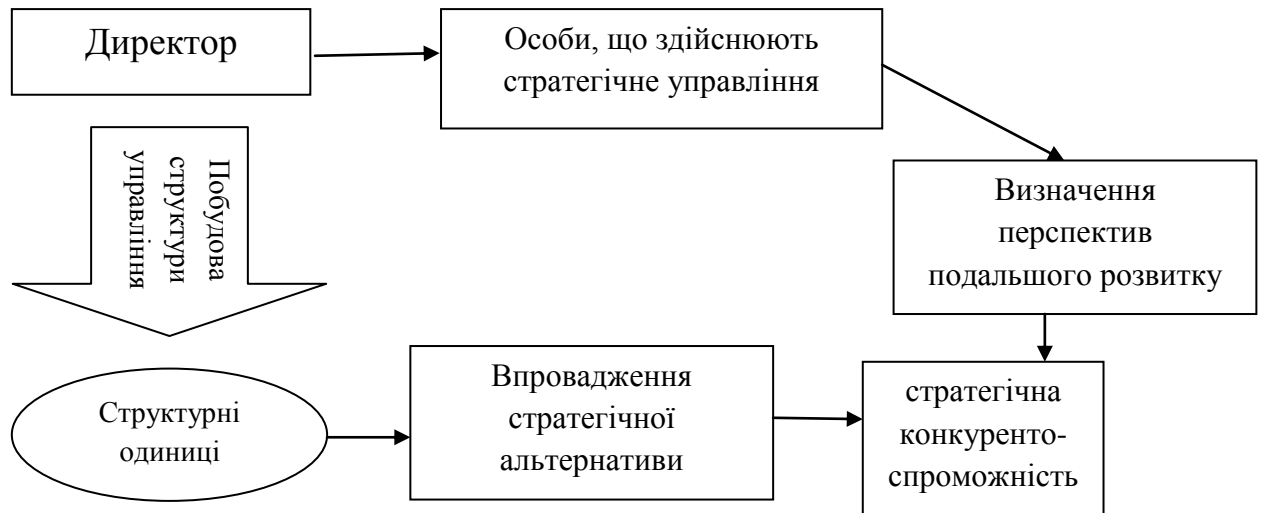 Директор
Особи, що здійснюють
стратегічне управління
Побудова
структури
управління
Визначення
перспектив
подальшого розвитку
Структурні
одиниці
Впровадження
стратегічної
альтернативи
стратегічна
конкуренто-
спроможність